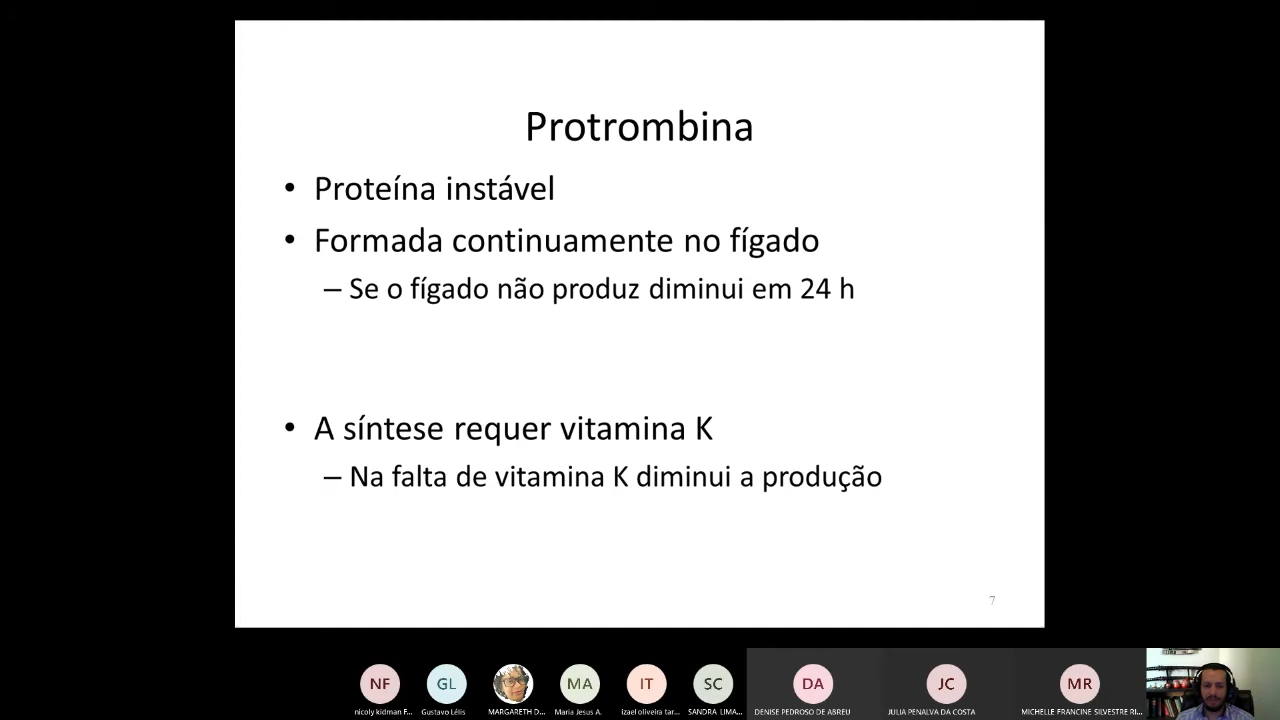 Protrombina
• Proteína instável
• Formada continuamente no fígado
– Se o fígado não produz diminui em 24 h
• A síntese requer vitamina K
– Na falta de vitamina K diminui a produção
7
NF GL MA IT SC DA JC MR
nicoly kidman F... Gustavo Lélis MARGARETH D... Maria Jesus A. izael oliveira tar... SANDRA LIMA... DENISE PEDROSO DE ABREU JULIA PENALVA DA COSTA MICHELLE FRANCINE SILVESTRE RI...